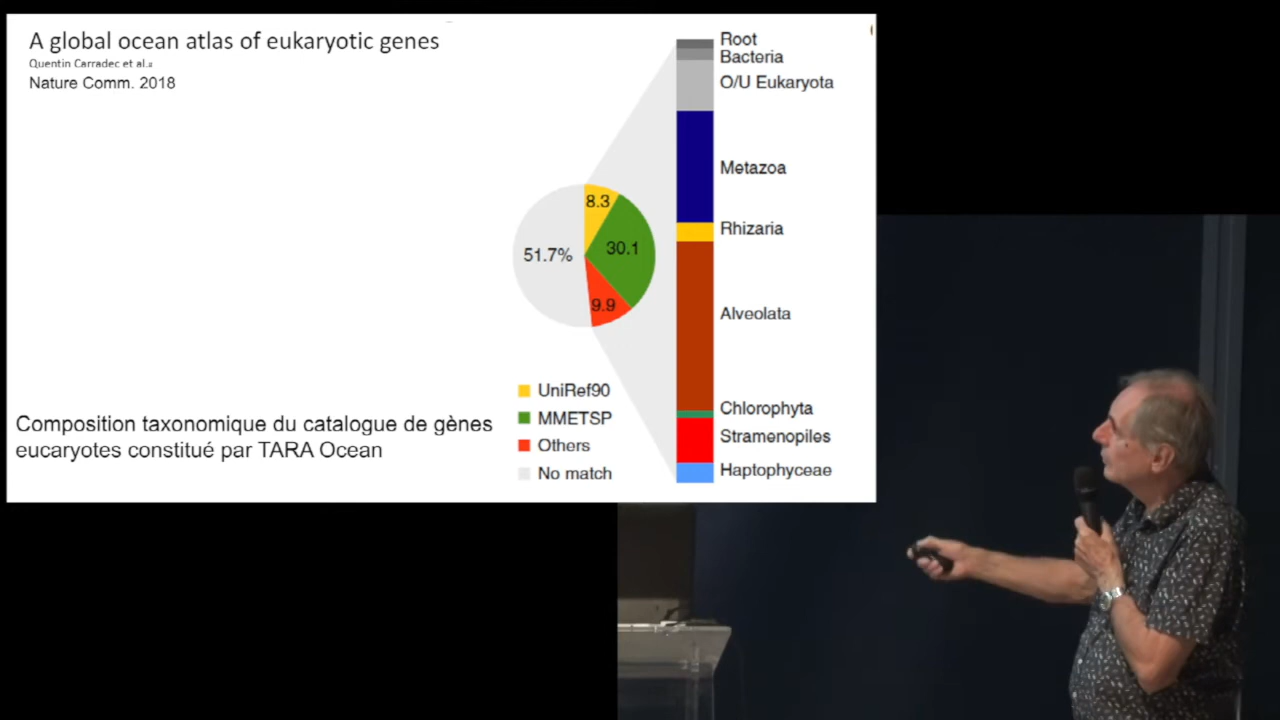 A global ocean atlas of eukaryotic genes
Quentin Carradec et al.
Nature Comm. 2018
Root
Bacteria
O/U Eukaryota
Metazoa
Rhizaria
Alveolata
Chlorophyta
Stramenopiles
Haptophyceae
8.3
51.7%
30.1
9.9
UniRef90
MMETSP
Others
No match
Composition taxonomique du catalogue de gènes
eucaryotes constitué par TARA Ocean